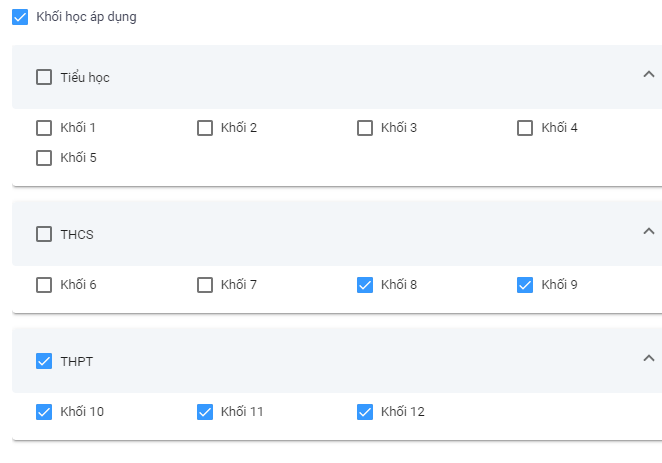 Khối học áp dụng
Tiểu học
Khối 1 Khối 2 Khối 3 Khối 4
Khối 5
THCS
Khối 6 Khối 7 Khối 8 Khối 9
THPT
Khối 10 Khối 11 Khối 12